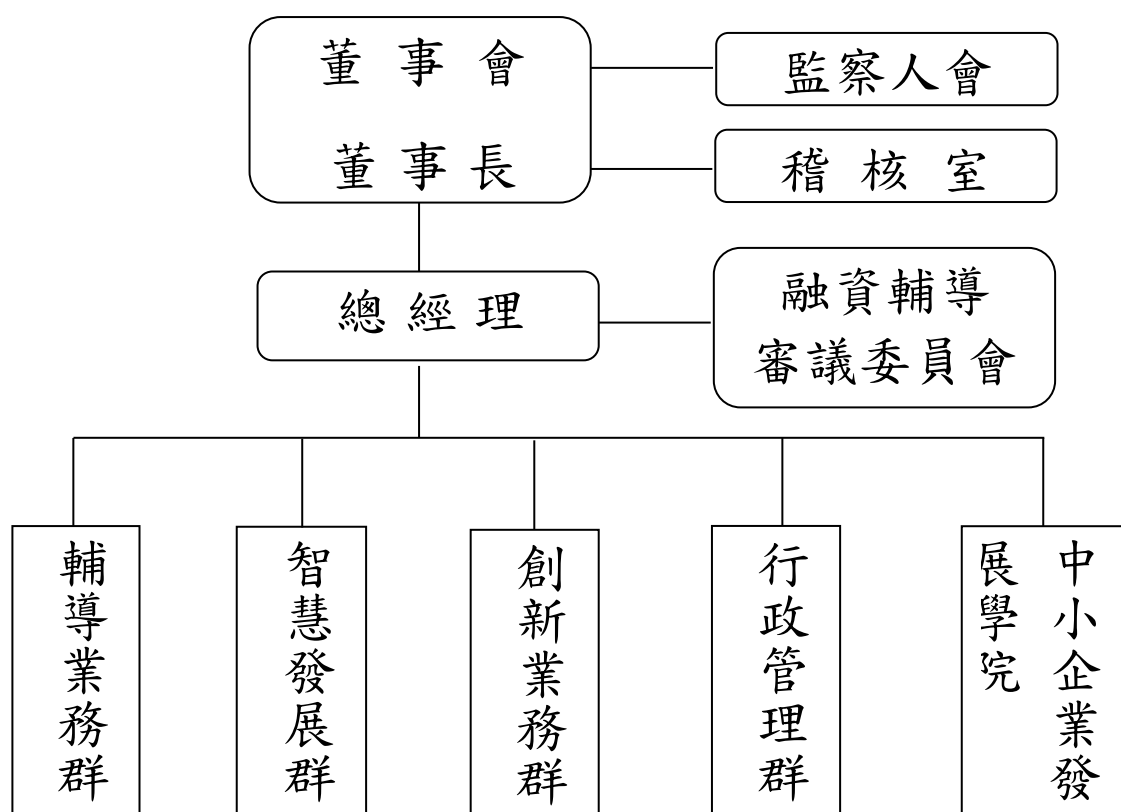 董事會
監察人會
董事長
稽核室
總經理
融資輔導
審議委員會
輔導業務群
智慧發展群
創新業務群
行政管理群
中小企業發
展學院